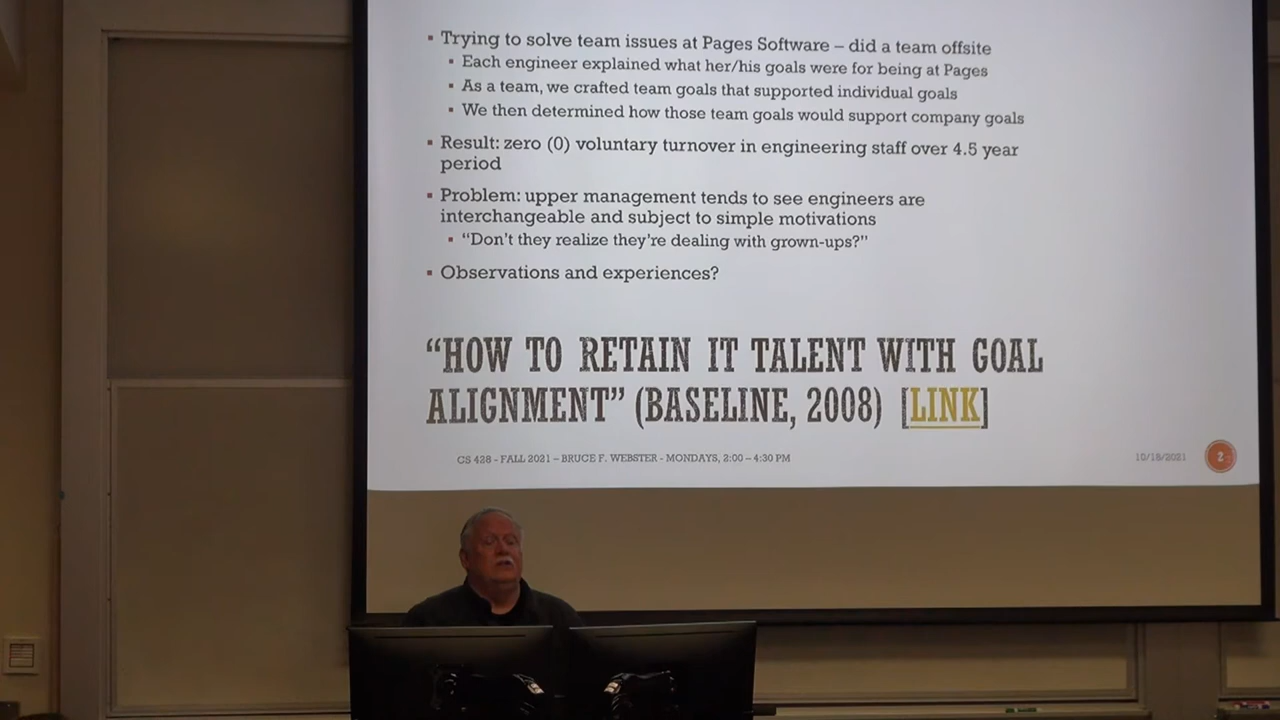 ▪ Trying to solve team issues at Pages Software – did a team offsite
▪ Each engineer explained what her/his goals were for being at Pages
▪ As a team, we crafted team goals that supported individual goals
▪ We then determined how those team goals would support company goals
▪ Result: zero (0) voluntary turnover in engineering staff over 4.5 year
period
▪ Problem: upper management tends to see engineers are
interchangeable and subject to simple motivations
▪ “Don’t they realize they’re dealing with grown-ups?”
▪ Observations and experiences?
“HOW TO RETAIN IT TALENT WITH GOAL
ALIGNMENT” (BASELINE, 2008) [LINK]
CS 428 – FALL 2021 – BRUCE F. WEBSTER - MONDAYS, 2:00 – 4:30 PM
10/18/2021
2